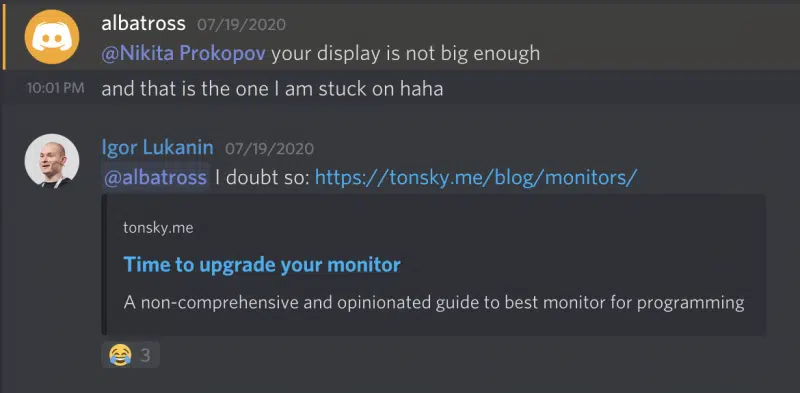 albatross 07/19/2020
@Nikita Prokopov your display is not big enough
10:01 PM and that is the one I am stuck on haha
Igor Lukanin 07/19/2020
@albatross I doubt so: https://tonsky.me/blog/monitors/
tonsky.me
Time to upgrade your monitor
A non-comprehensive and opinionated guide to best monitor for programming
😂 3